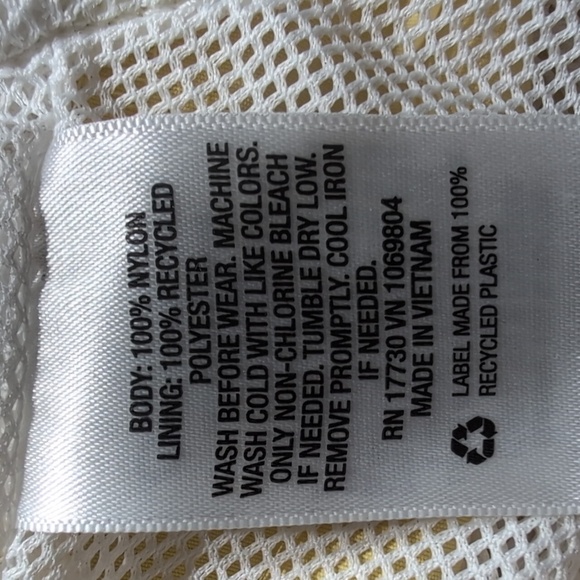 BODY: 100% NYLON
LINING: 100% RECYCLED
POLYESTER
WASH BEFORE WEAR. MACHINE
WASH COLD WITH LIKE COLORS.
ONLY NON-CHLORINE BLEACH
IF NEEDED. TUMBLE DRY LOW.
REMOVE PROMPTLY. COOL IRON
IF NEEDED.
RN 17730 VN 1069804
MADE IN VIETNAM
LABEL MADE FROM 100%
RECYCLED PLASTIC